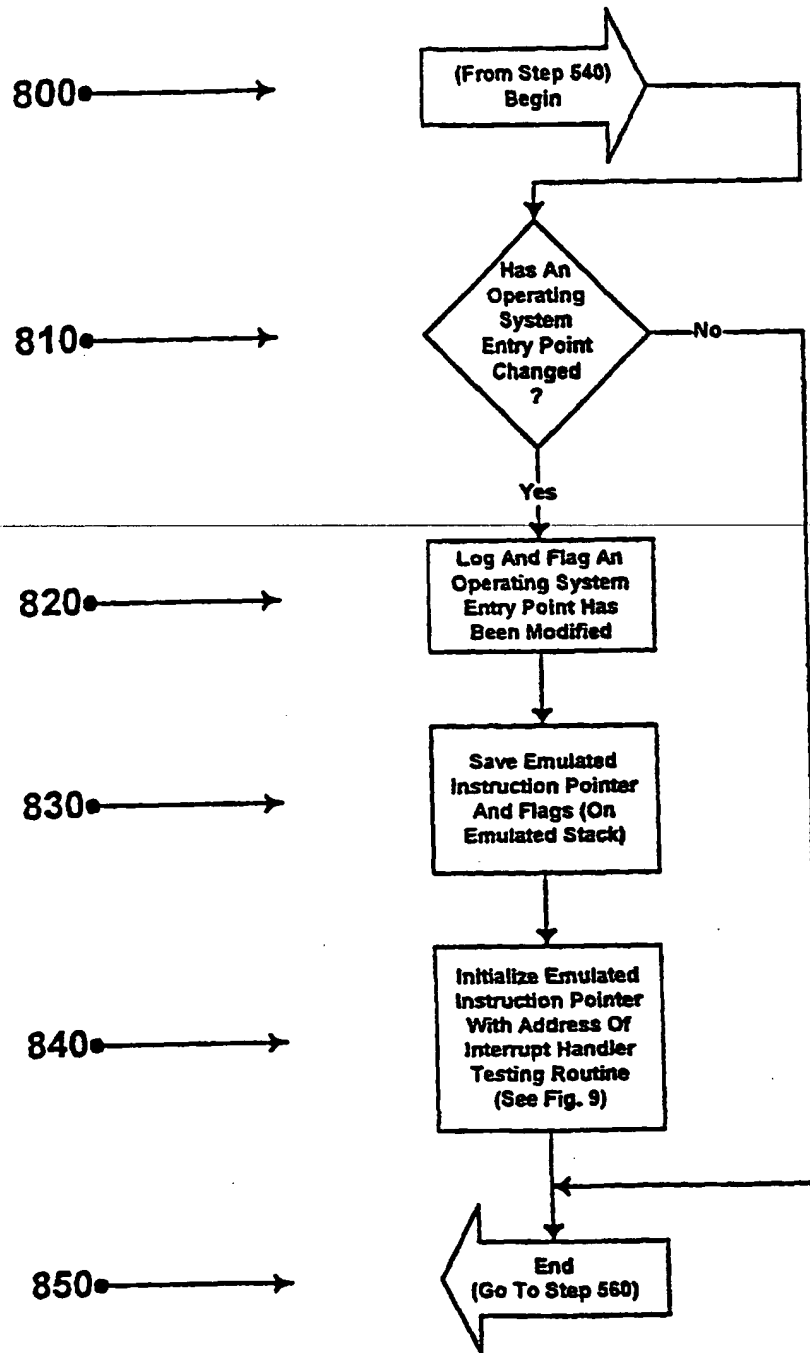 800
(From Step 540)
Begin
810
Has An
Operating
System
Entry Point
Changed
?
No
Yes
820
Log And Flag An
Operating System
Entry Point Has
Been Modified
830
Save Emulated
Instruction Pointer
And Flags (On
Emulated Stack)
840
Initialize Emulated
Instruction Pointer
With Address Of
Interrupt Handler
Testing Routine
(See Fig. 9)
850
End
(Go To Step 560)